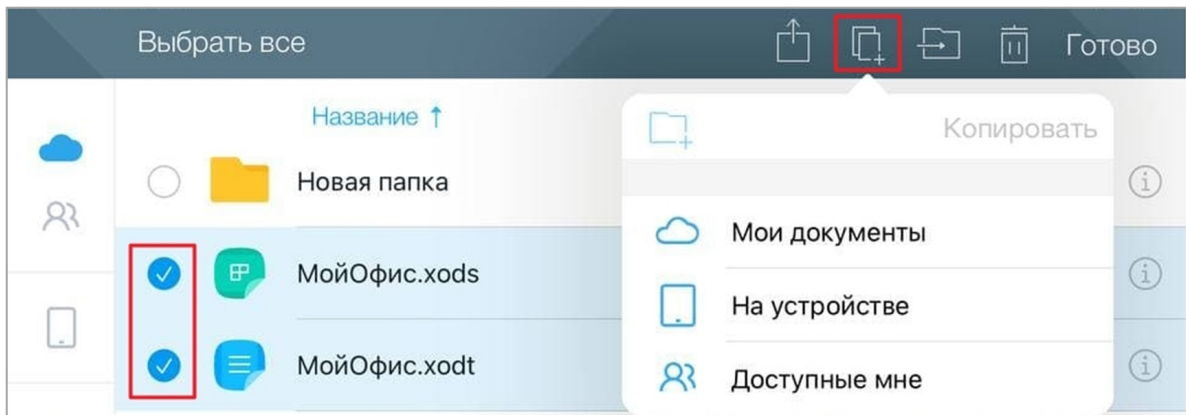 Выбрать все
Готово
Название ↑
Копировать
Новая папка
Мои документы
МойОфис.xods
На устройстве
МойОфис.xodt
Доступные мне